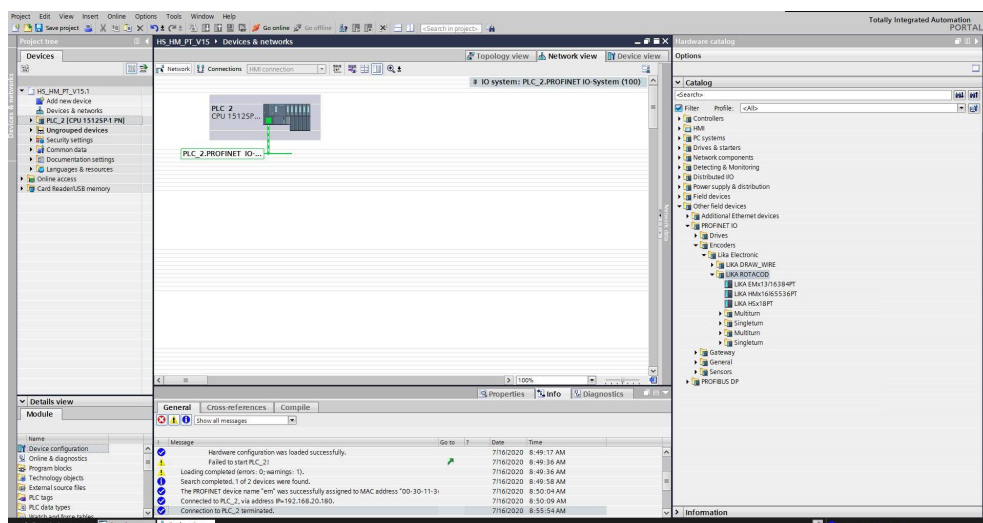 Project Edit View Insert Online Options Tools Window Help
Totally Integrated Automation
PORTAL
Save project Go online Go offline <Search in project>
Project tree
HS_HM_PT_V15 Devices & networks
Hardware catalog
Devices
Topology view Network view Device view
Options
Network Connections HMI connection
IO system: PLC_2.PROFINET IO-System (100)
Catalog
<Search>
Filter Profile: <All>
HS_HM_PT_V15.1
Add new device
Devices & networks
PLC_2 [CPU 1512SP-1 PN]
Ungrouped devices
Security settings
Common data
Documentation settings
Languages & resources
Online access
Card Reader/USB memory
Devices & networks
PLC_2
CPU 1512SP...
PLC_2.PROFINET IO-...
Network data
100%
Controllers
HMI
PC systems
Drives & starters
Network components
Detecting & Monitoring
Distributed I/O
Power supply & distribution
Field devices
Other field devices
Additional Ethernet devices
PROFINET IO
Drives
Encoders
Lika Electronic
LIKA DRAW_WIRE
LIKA ROTACOD
LIKA EMx13/16384PT
LIKA HMx16I65536PT
LIKA HSx18PT
Multiturn
Singleturn
Multiturn
Singleturn
Gateway
General
Sensors
PROFIBUS DP
Properties Info Diagnostics
Details view
Module
Name
Device configuration
Online & diagnostics
Program blocks
Technology objects
External source files
PLC tags
PLC data types
Watch and force tables
General Cross-references Compile
Show all messages
! Message Go to ? Date Time
Hardware configuration was loaded successfully. 7/16/2020 8:49:17 AM
Failed to start PLC_2! 7/16/2020 8:49:36 AM
Loading completed (errors: 0; warnings: 1). 7/16/2020 8:49:36 AM
Search completed. 1 of 2 devices were found. 7/16/2020 8:49:58 AM
The PROFINET device name "em" was successfully assigned to MAC address "00-30-11-3 7/16/2020 8:50:04 AM
Connected to PLC_2, via address IP=192.168.20.180. 7/16/2020 8:50:09 AM
Connection to PLC_2 terminated. 7/16/2020 8:55:54 AM
Information